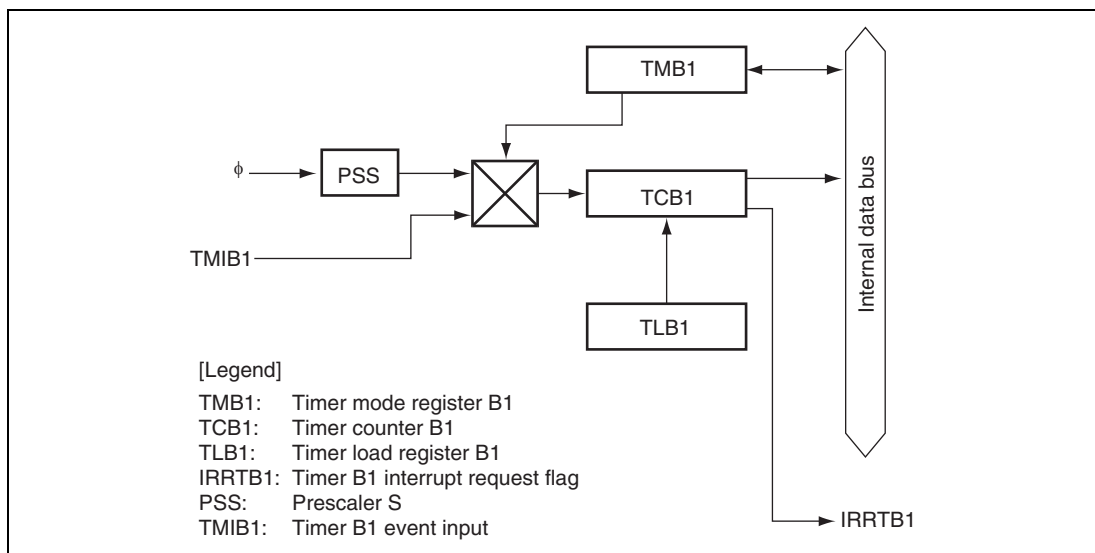 TMB1
φ
PSS
TCB1
TMIB1
TLB1
Internal data bus
IRRTB1
[Legend]
TMB1: Timer mode register B1
TCB1: Timer counter B1
TLB1: Timer load register B1
IRRTB1: Timer B1 interrupt request flag
PSS: Prescaler S
TMIB1: Timer B1 event input